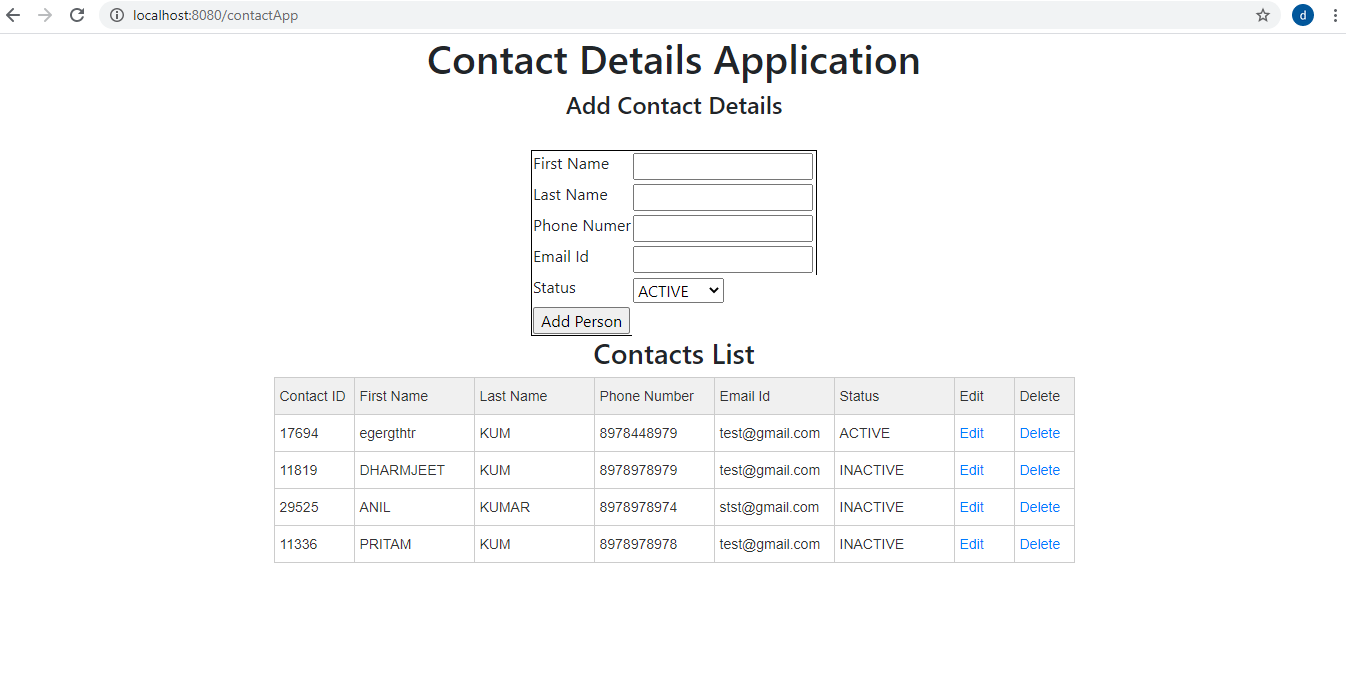 localhost:8080/contactApp
d
Contact Details Application
Add Contact Details
First Name
Last Name
Phone Numer
Email Id
Status ACTIVE
Add Person
Contacts List
Contact ID First Name Last Name Phone Number Email Id Status Edit Delete
17694 egergthtr KUM 8978448979 test@gmail.com ACTIVE Edit Delete
11819 DHARMJEET KUM 8978978979 test@gmail.com INACTIVE Edit Delete
29525 ANIL KUMAR 8978978974 stst@gmail.com INACTIVE Edit Delete
11336 PRITAM KUM 8978978978 test@gmail.com INACTIVE Edit Delete